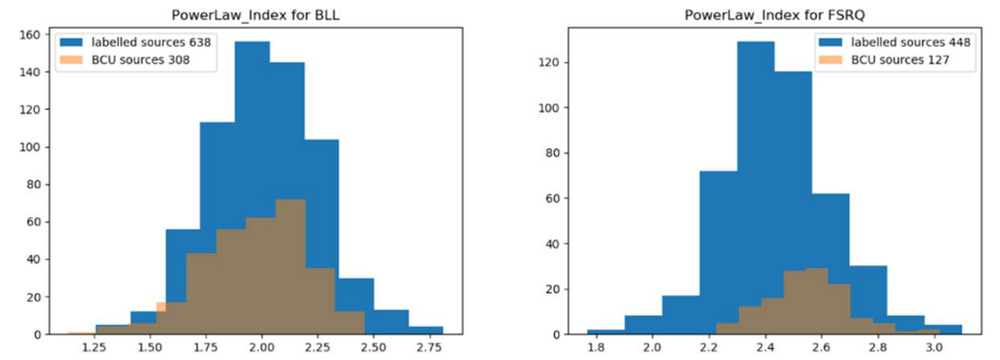 PowerLaw_Index for BLL
labelled sources 638
BCU sources 308
160
140
120
100
80
60
40
20
0
1.25 1.50 1.75 2.00 2.25 2.50 2.75
PowerLaw_Index for FSRQ
labelled sources 448
BCU sources 127
120
100
80
60
40
20
0
1.8 2.0 2.2 2.4 2.6 2.8 3.0